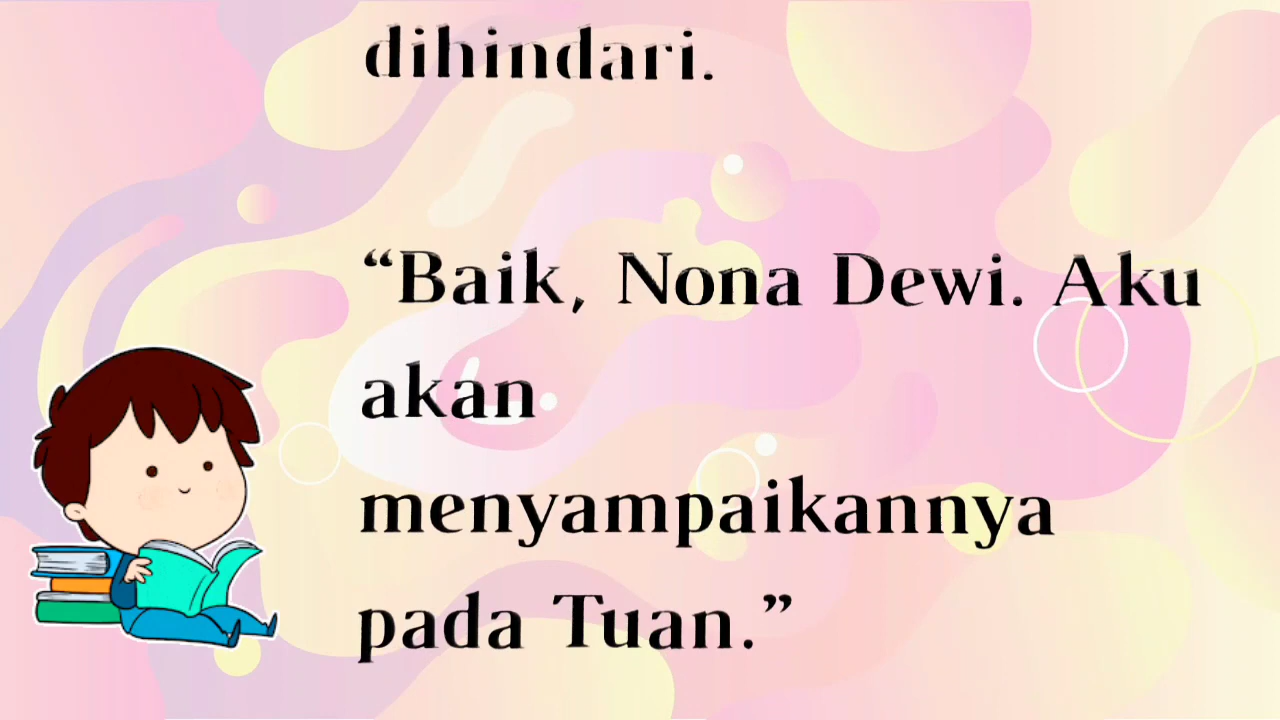 dihindari.
“Baik, Nona Dewi. Aku
akan
menyampaikannya
pada Tuan.”